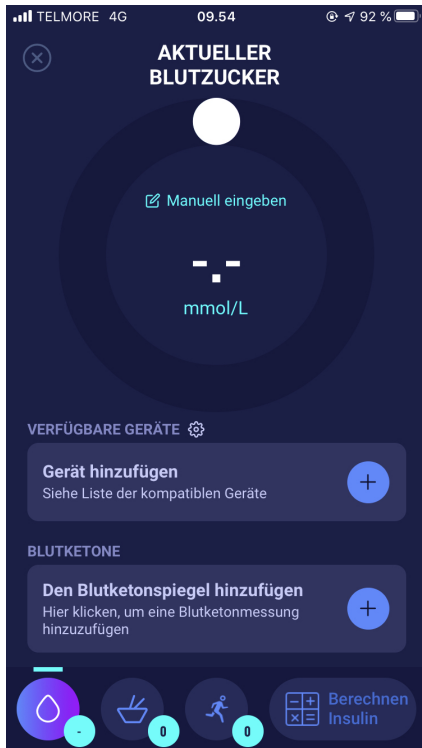 TELMORE 4G 09.54 92 %
AKTUELLER
BLUTZUCKER
Manuell eingeben
-.-
mmol/L
VERFÜGBARE GERÄTE
Gerät hinzufügen
Siehe Liste der kompatiblen Geräte
BLUTKETONE
Den Blutketonspiegel hinzufügen
Hier klicken, um eine Blutketonmessung
hinzuzufügen
- 0 0
Berechnen
Insulin